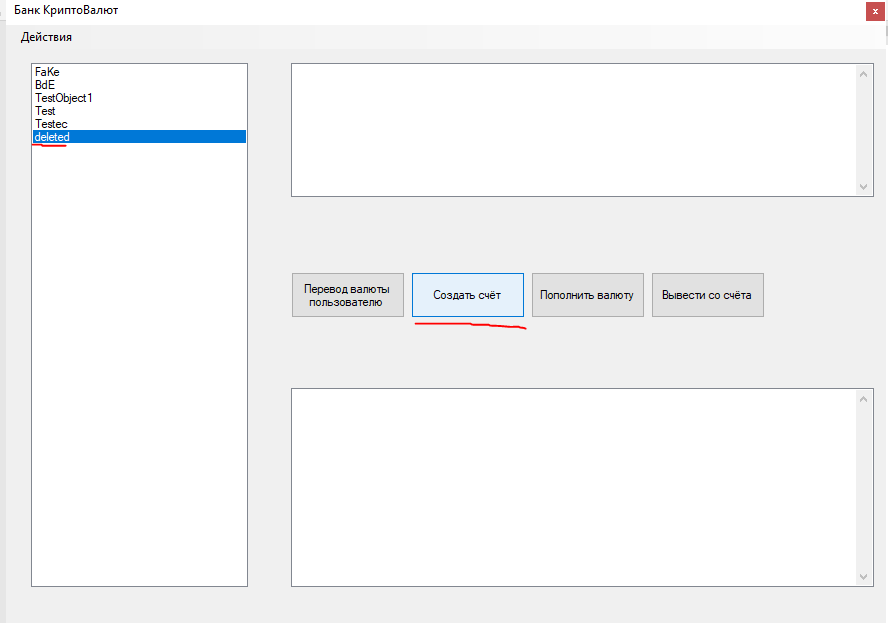 Банк КриптоВалют
x
Действия
FaKe
BdE
TestObject1
Test
Testec
deleted
Перевод валюты
пользователю
Создать счёт
Пополнить валюту
Вывести со счёта